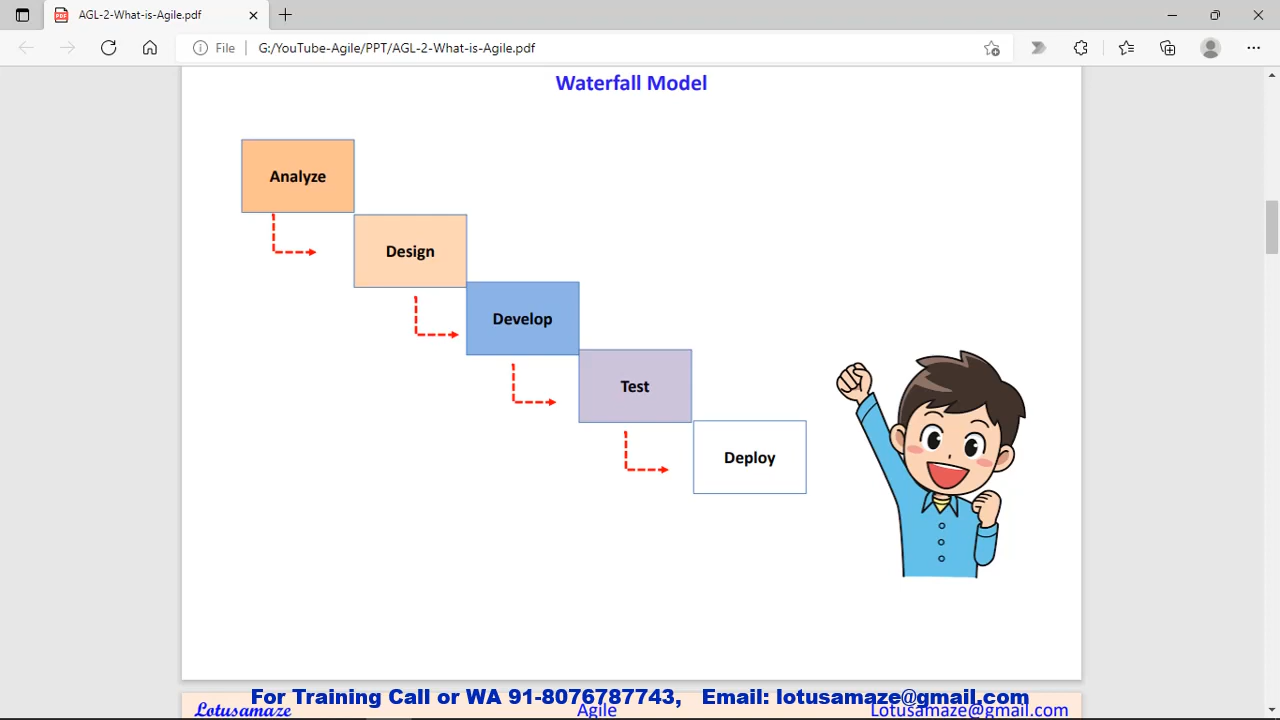 AGL-2-What-is-Agile.pdf
File
G:/YouTube-Agile/PPT/AGL-2-What-is-Agile.pdf
Waterfall Model
Analyze
Design
Develop
Test
Deploy
For Training Call or WA 91-8076787743, Email: lotusamaze@gmail.com
Lotusamaze
Agile
Lotusamaze@gmail.com